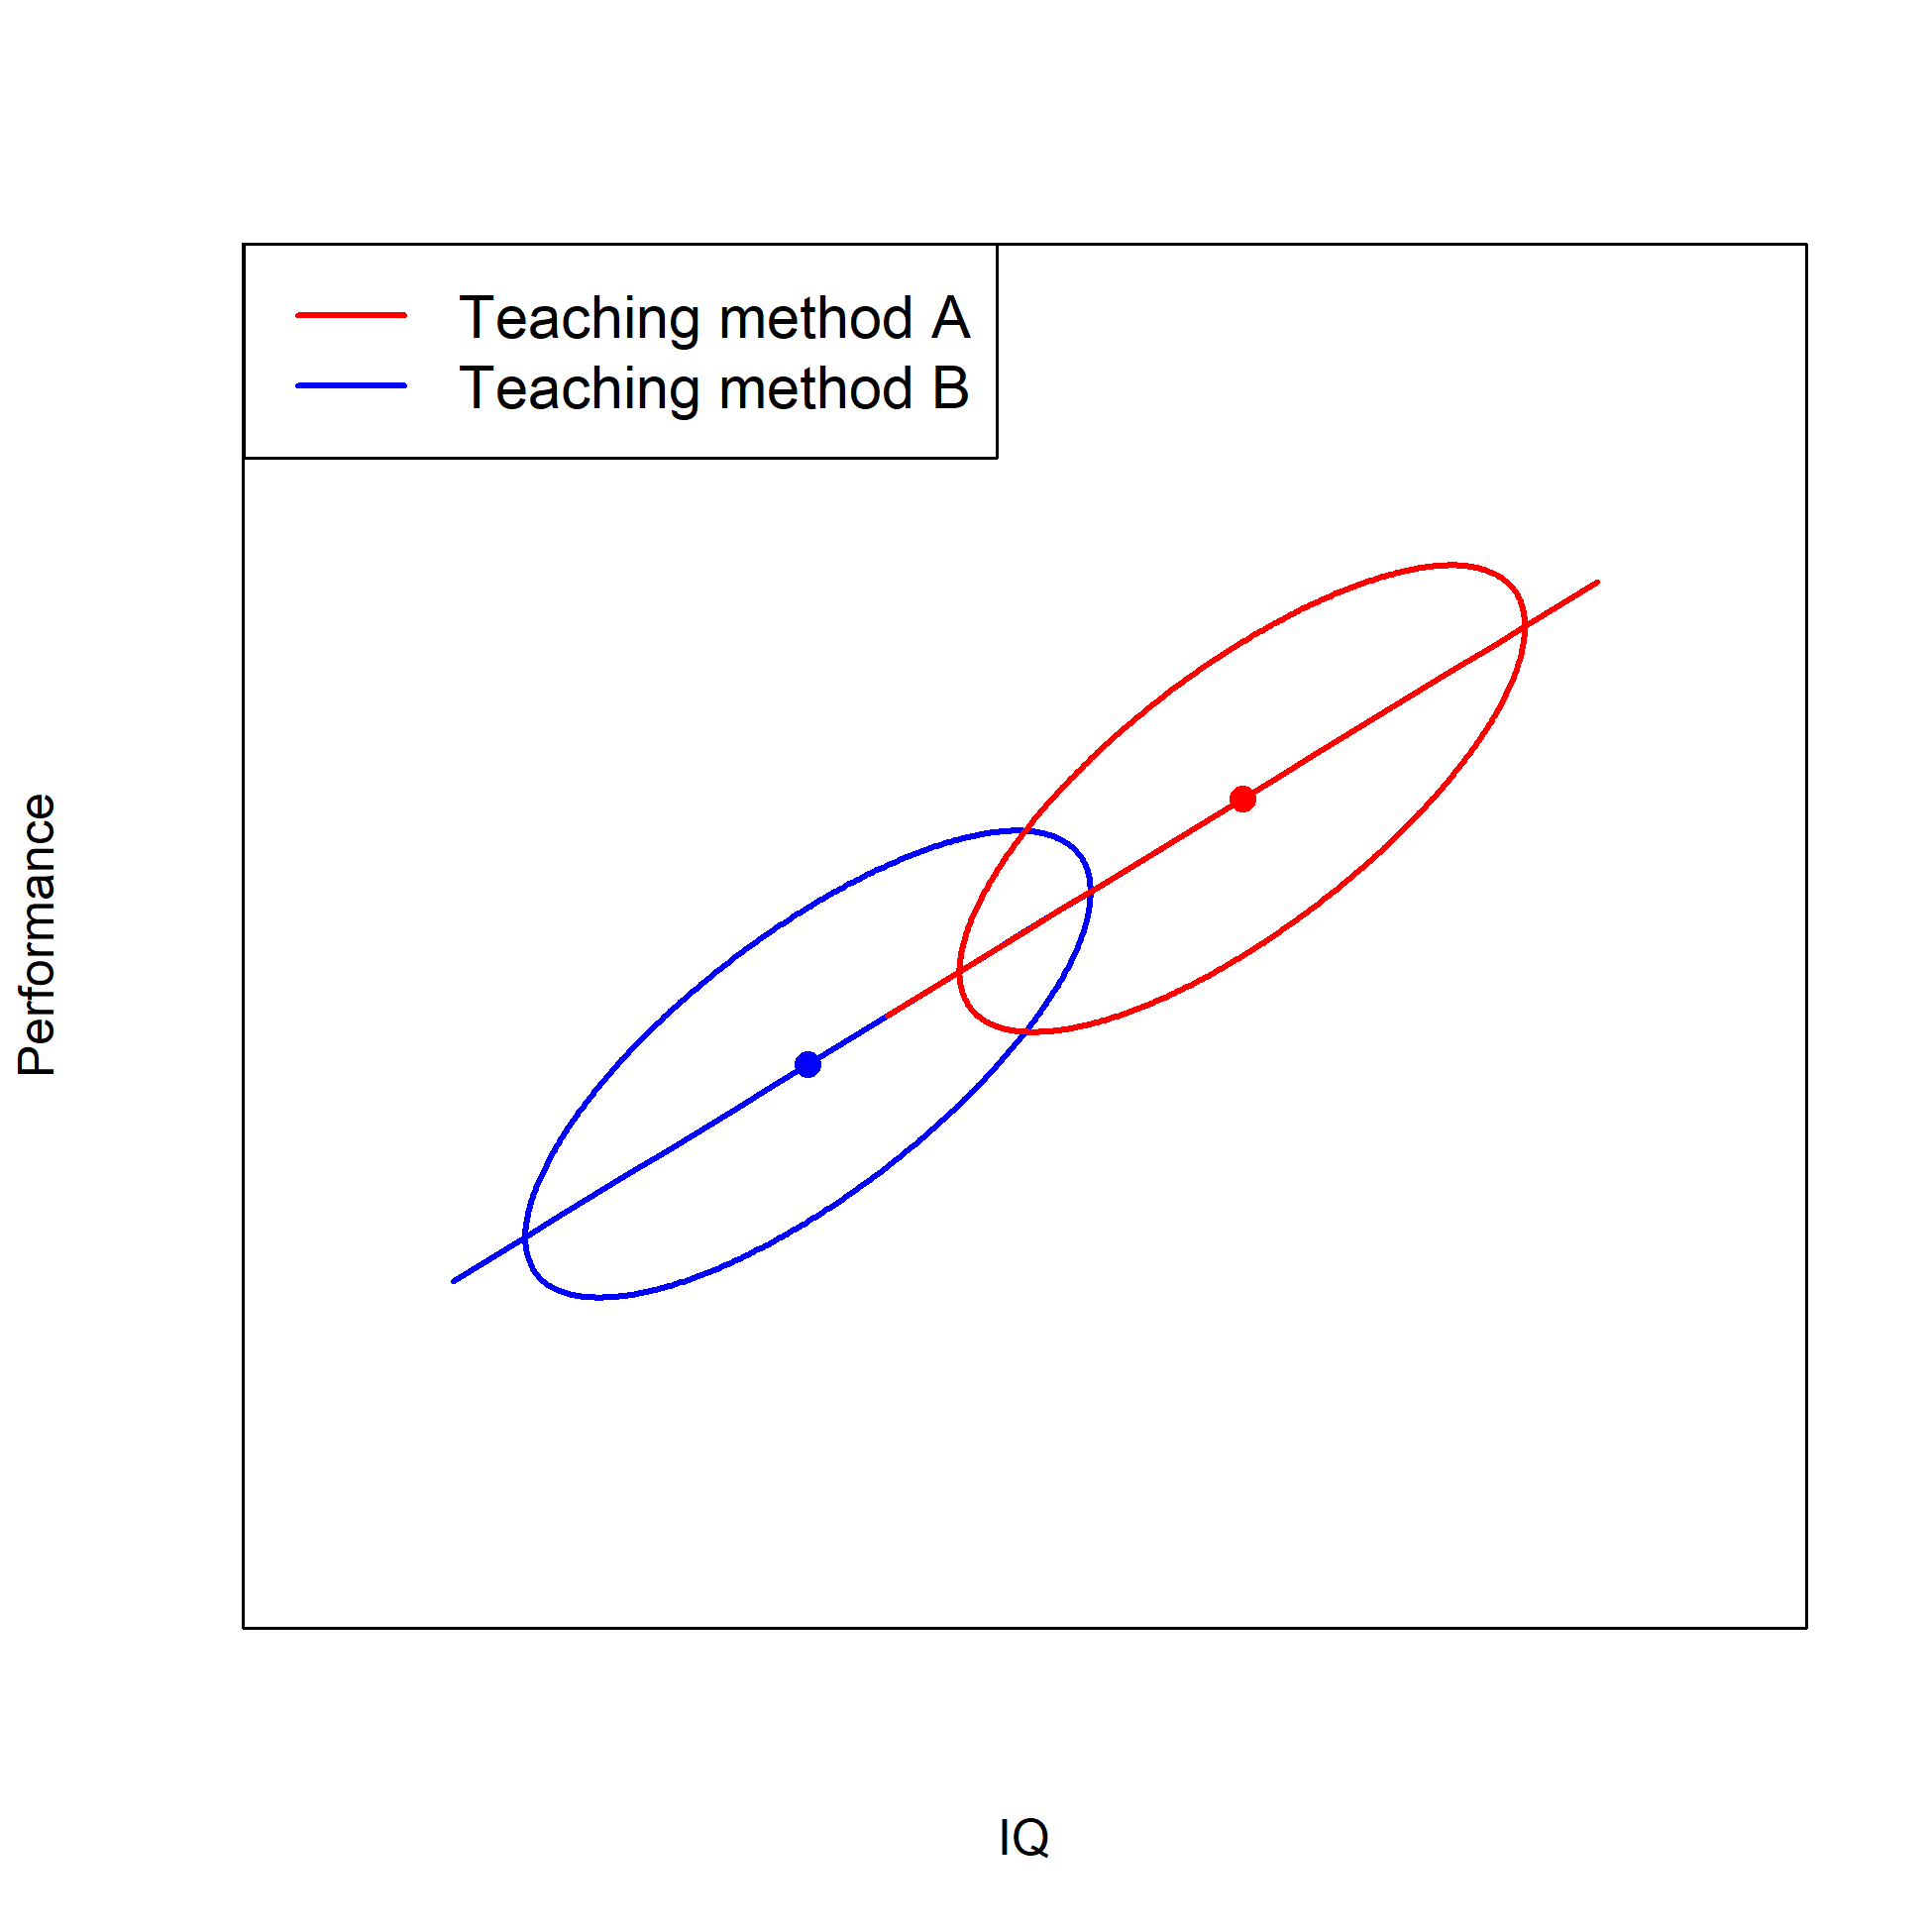 Teaching method A
Teaching method B
Performance
IQ